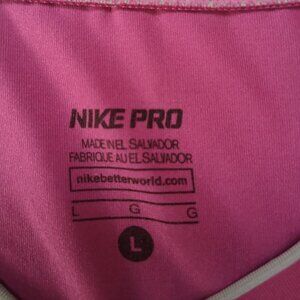 NIKE PRO
MADE IN EL SALVADOR
FABRIQUE AU EL SALVADOR
nikebetterworld.com
L G G
L